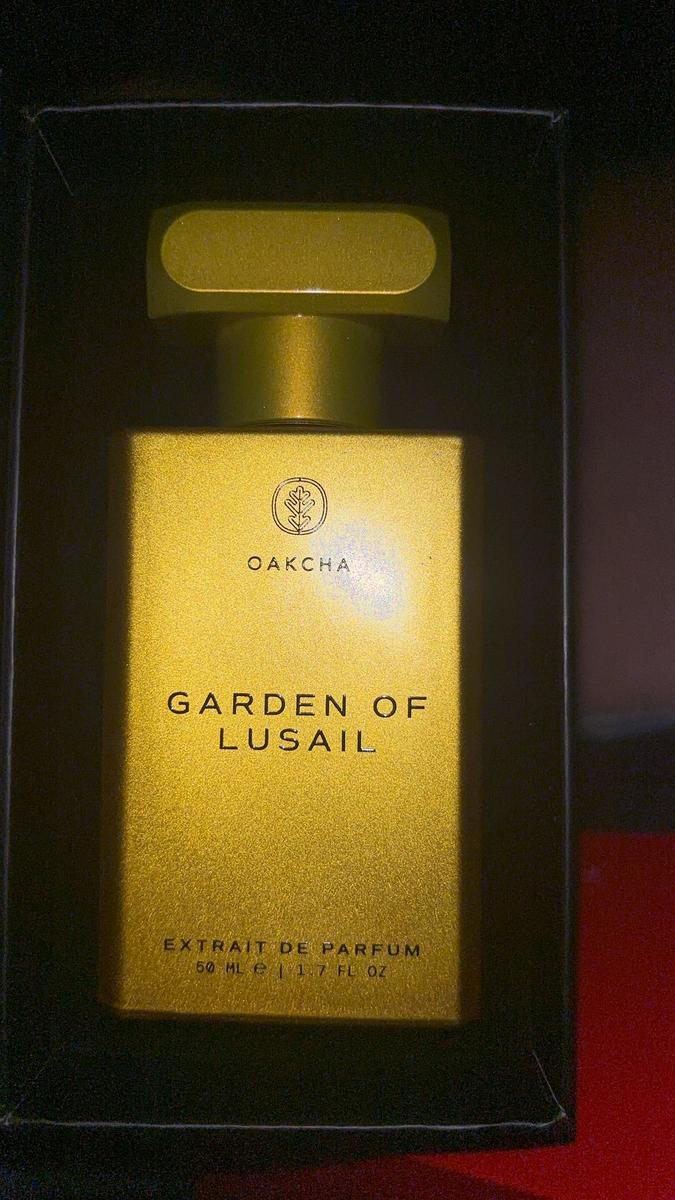 OAKCHA
GARDEN OF
LUSAIL
EXTRAIT DE PARFUM
50 ML ℮ | 1.7 FL OZ